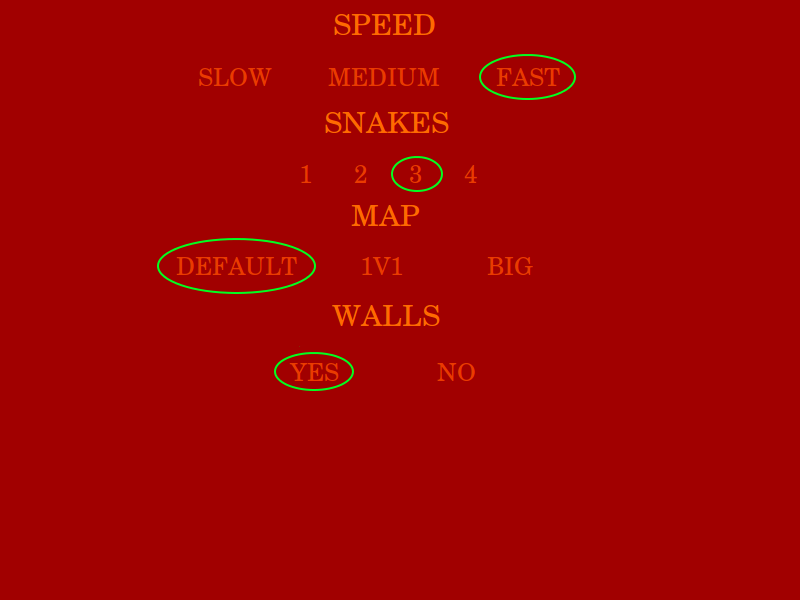 SPEED
SLOW MEDIUM FAST
SNAKES
1 2 3 4
MAP
DEFAULT 1V1 BIG
WALLS
YES NO